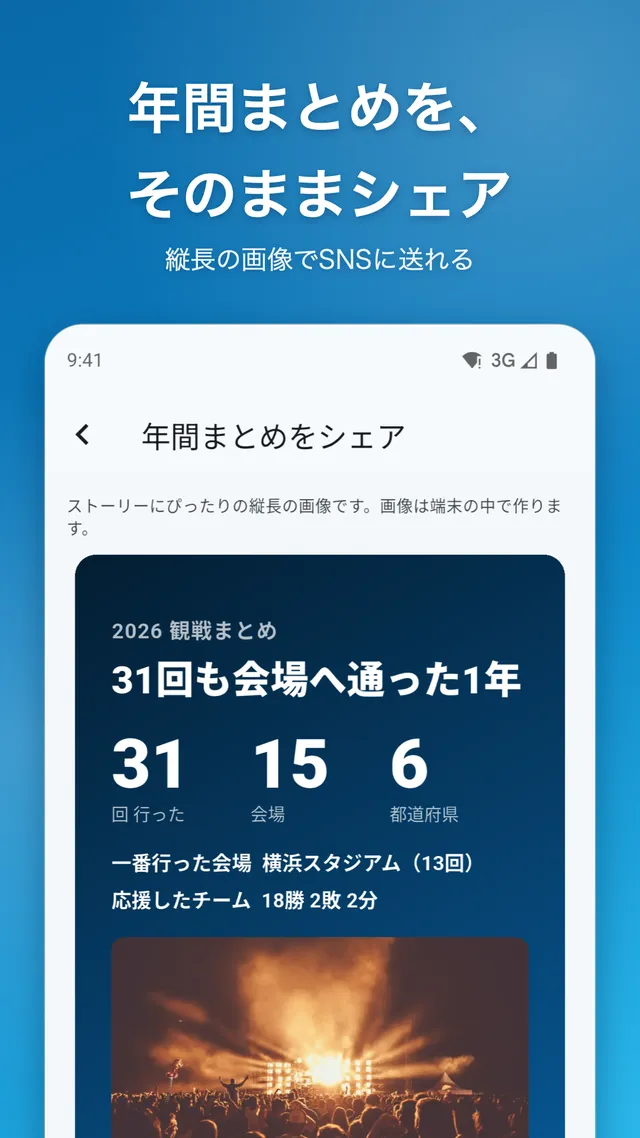 年間まとめを、
そのままシェア
縦長の画像でSNSに送れる
9:41 3G
年間まとめをシェア
ストーリーにぴったりの縦長の画像です。画像は端末の中で作りま
す。
2026 観戦まとめ
31回も会場へ通った1年
31 15 6
回 行った 会場 都道府県
一番行った会場 横浜スタジアム（13回）
応援したチーム 18勝 2敗 2分